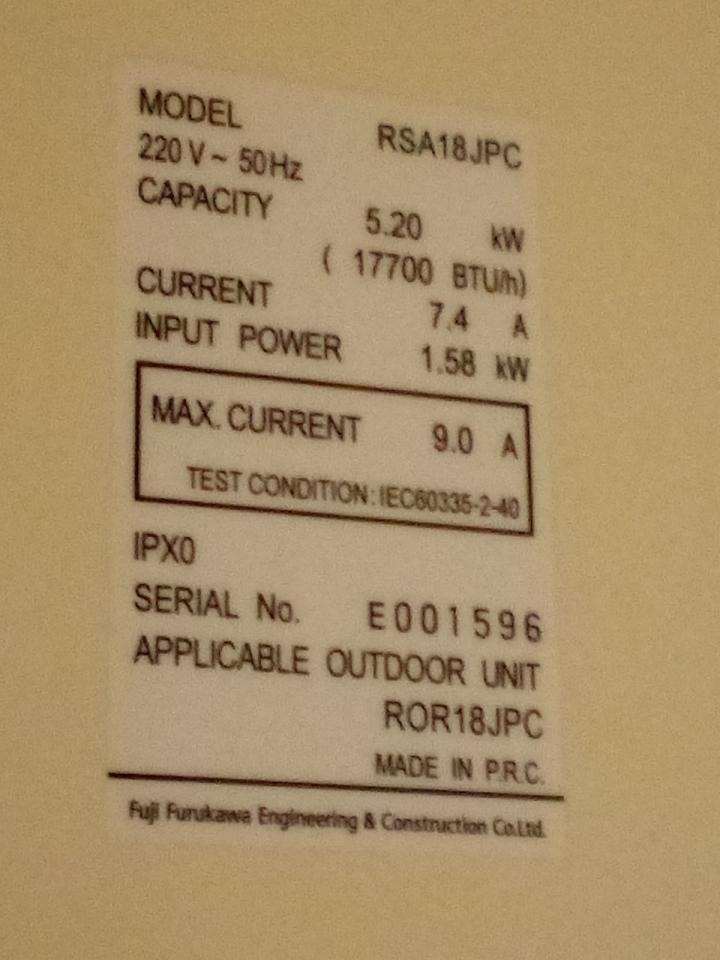 MODEL RSA18JPC
220 V ~ 50Hz
CAPACITY 5.20 kW
( 17700 BTU/h)
CURRENT 7.4 A
INPUT POWER 1.58 kW
MAX. CURRENT 9.0 A
TEST CONDITION : IEC60335-2-40
IPX0
SERIAL No. E001596
APPLICABLE OUTDOOR UNIT
ROR18JPC
MADE IN P.R.C.
Fuji Furukawa Engineering & Construction Co.Ltd.